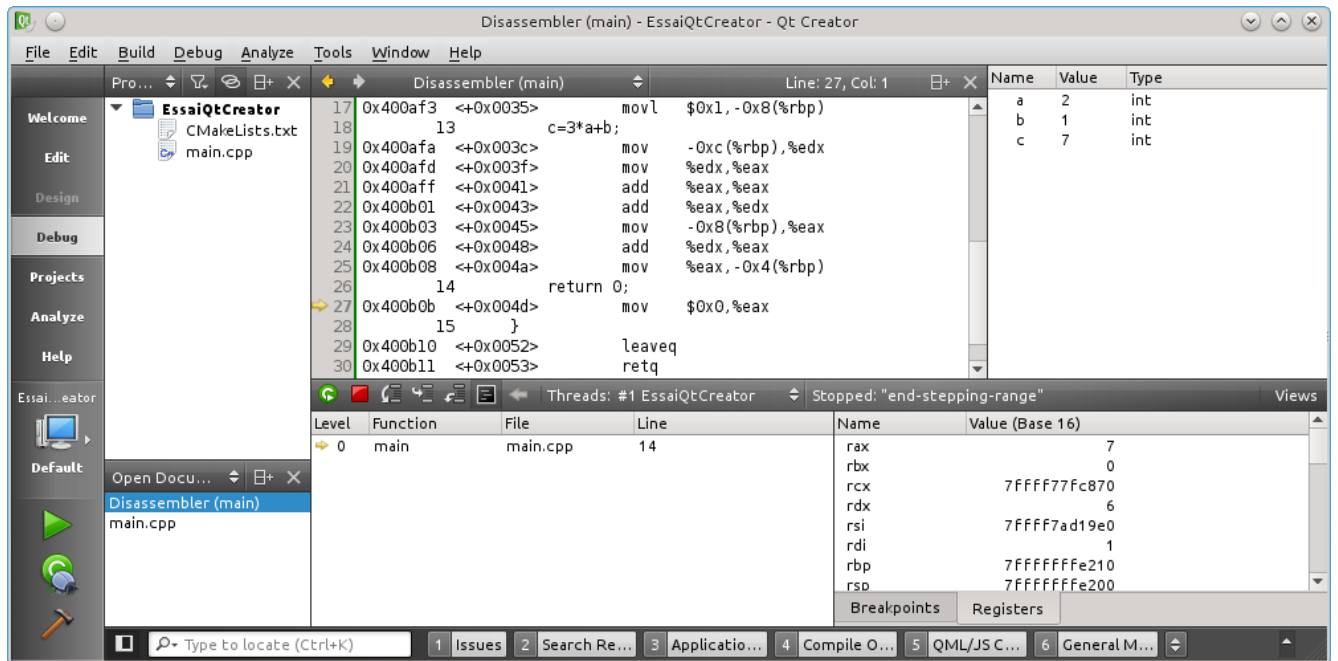 Disassembler (main) - EssaiQtCreator - Qt Creator
File Edit Build Debug Analyze Tools Window Help
Pro...
Disassembler (main)
Line: 27, Col: 1
Name Value Type
Welcome
Edit
Design
Debug
Projects
Analyze
Help
Essai...eator
Default
EssaiQtCreator
CMakeLists.txt
main.cpp
17 0x400af3 <+0x0035> movl $0x1,-0x8(%rbp)
18 13 c=3*a+b;
19 0x400afa <+0x003c> mov -0xc(%rbp),%edx
20 0x400afd <+0x003f> mov %edx,%eax
21 0x400aff <+0x0041> add %eax,%eax
22 0x400b01 <+0x0043> add %eax,%edx
23 0x400b03 <+0x0045> mov -0x8(%rbp),%eax
24 0x400b06 <+0x0048> add %edx,%eax
25 0x400b08 <+0x004a> mov %eax,-0x4(%rbp)
26 14 return 0;
27 0x400b0b <+0x004d> mov $0x0,%eax
28 15 }
29 0x400b10 <+0x0052> leaveq
30 0x400b11 <+0x0053> retq
a 2 int
b 1 int
c 7 int
Threads: #1 EssaiQtCreator
Stopped: "end-stepping-range"
Views
Level Function File Line
0 main main.cpp 14
Name Value (Base 16)
rax 7
rbx 0
rcx 7ffff77fc870
rdx 6
rsi 7ffff7ad19e0
rdi 1
rbp 7fffffffe210
rsp 7fffffffe200
Breakpoints Registers
Open Docu...
Disassembler (main)
main.cpp
Type to locate (Ctrl+K)
1 Issues 2 Search Re... 3 Applicatio... 4 Compile O... 5 QML/JS C... 6 General M...